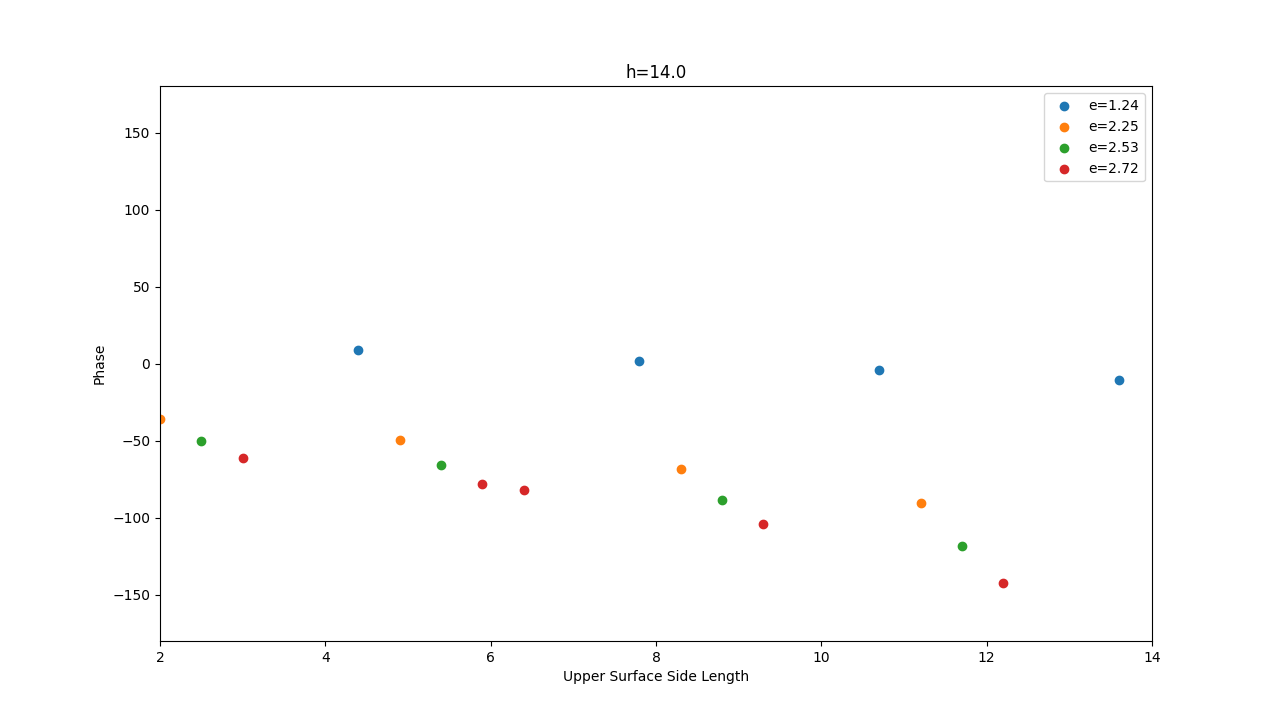 h=14.0
e=1.24
e=2.25
e=2.53
e=2.72
150
100
50
0
−50
−100
−150
Phase
2 4 6 8 10 12 14
Upper Surface Side Length